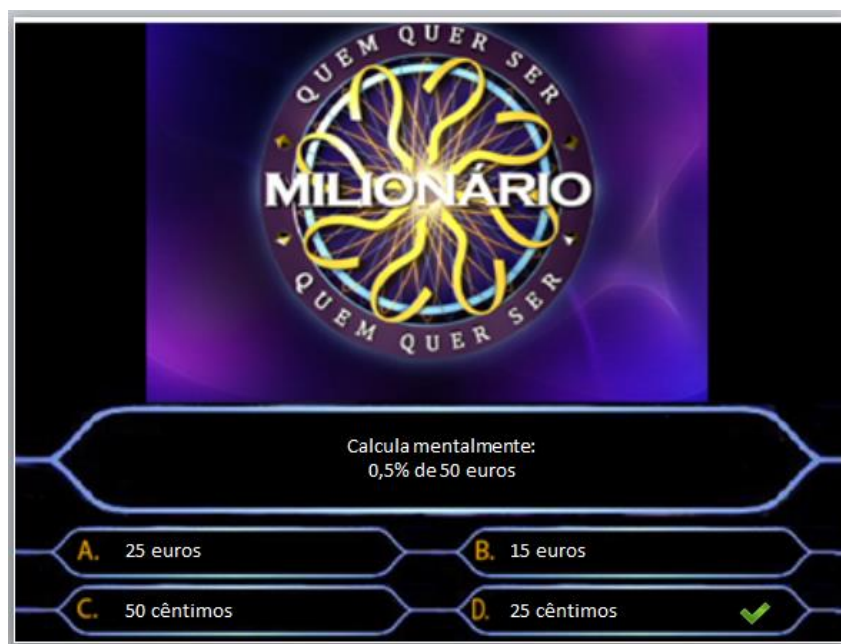 QUEM QUER SER
MILIONÁRIO
QUEM QUER SER
Calcula mentalmente:
0,5% de 50 euros
A. 25 euros
B. 15 euros
C. 50 cêntimos
D. 25 cêntimos